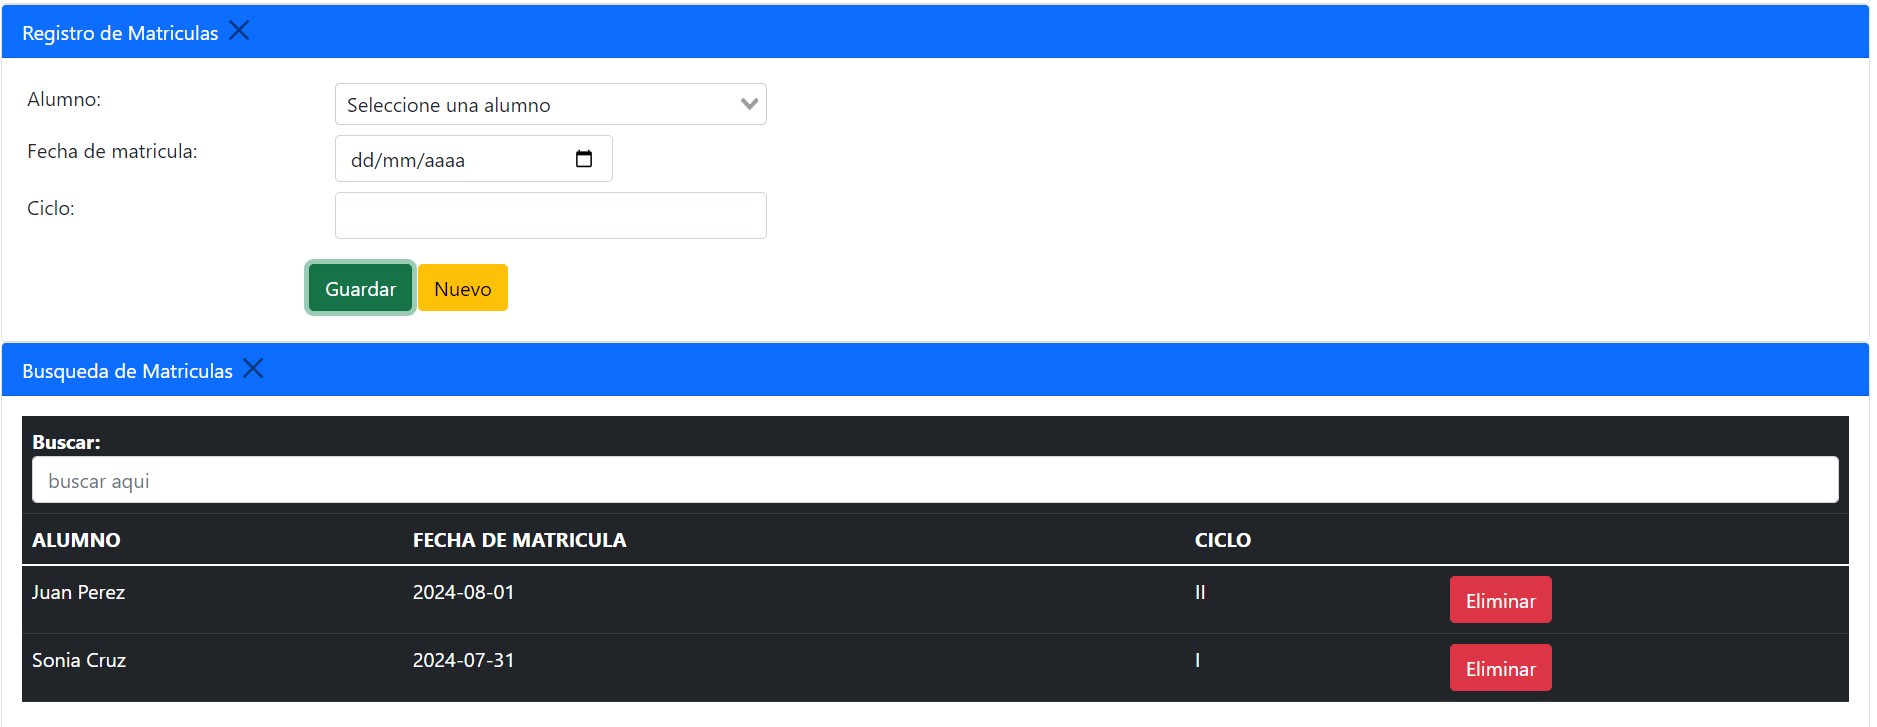 Registro de Matriculas
Alumno: Seleccione una alumno
Fecha de matricula: dd/mm/aaaa
Ciclo:
Guardar Nuevo
Busqueda de Matriculas
Buscar:
buscar aqui
ALUMNO FECHA DE MATRICULA CICLO
Juan Perez 2024-08-01 II Eliminar
Sonia Cruz 2024-07-31 I Eliminar